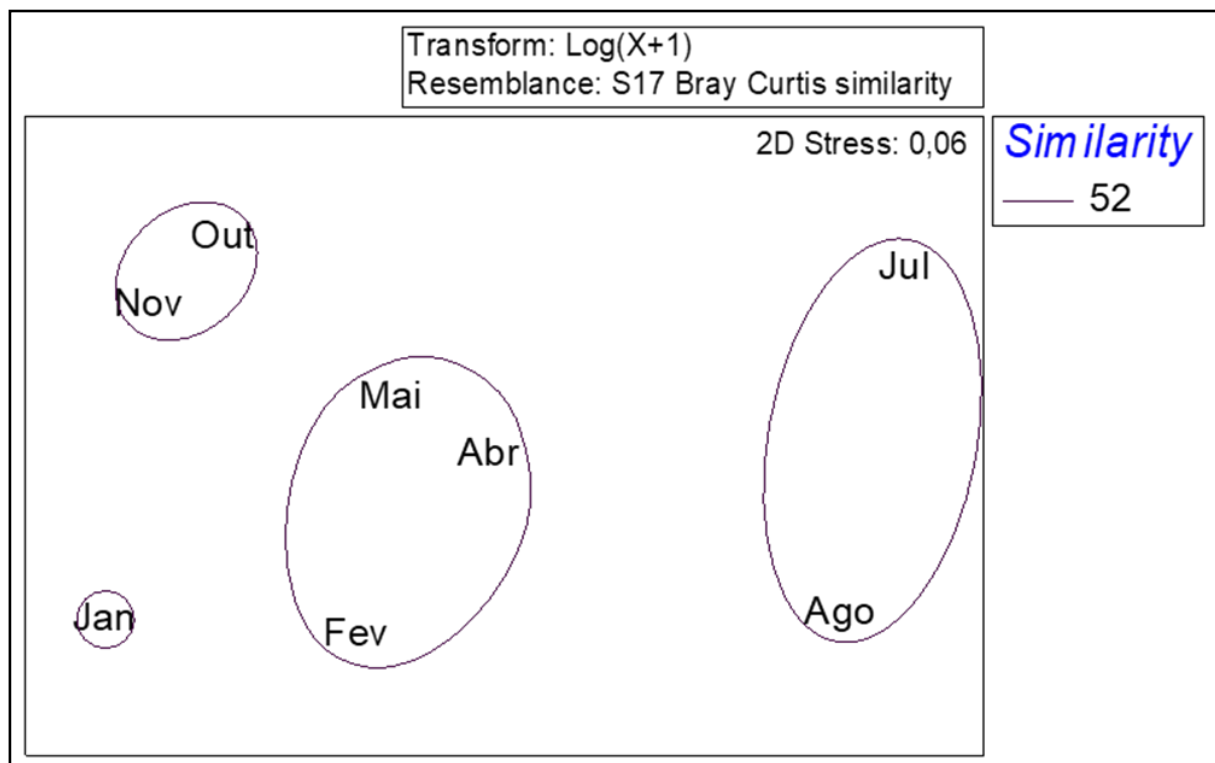 Transform: Log(X+1)
Resemblance: S17 Bray Curtis similarity
2D Stress: 0,06
Similarity
52
Out
Nov
Jul
Mai
Abr
Jan
Fev
Ago